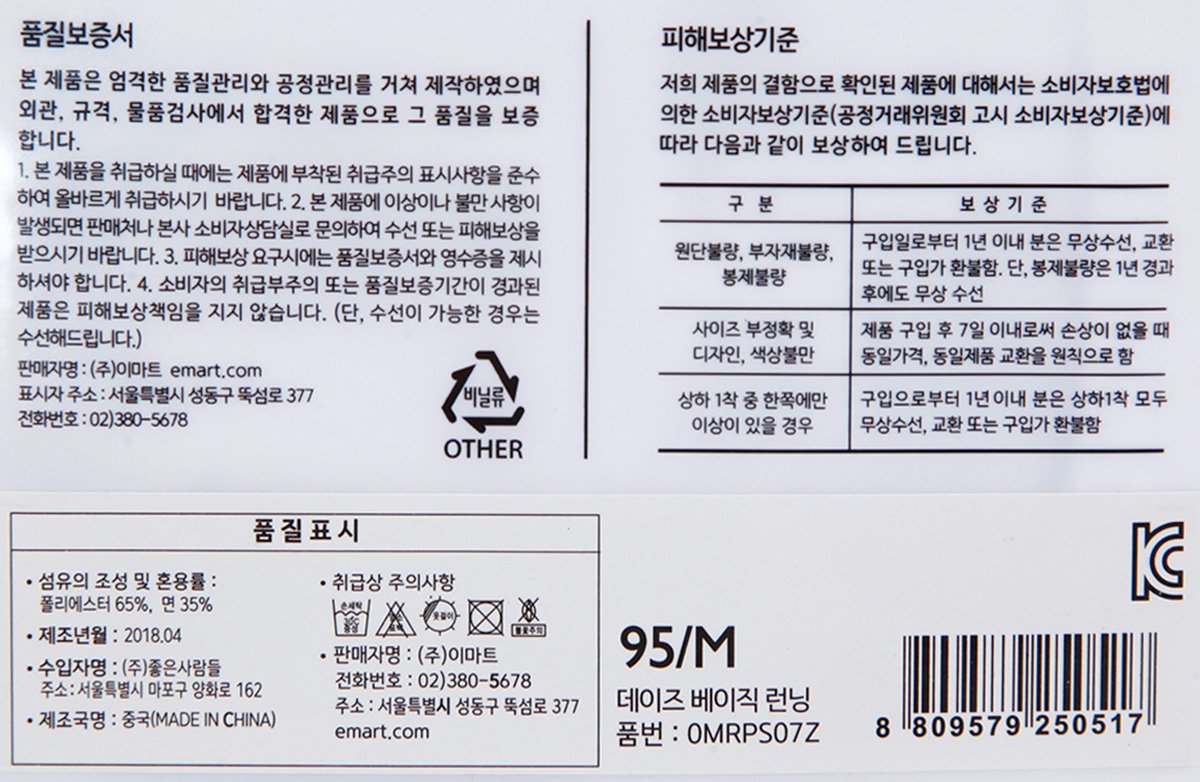 품질보증서
본 제품은 엄격한 품질관리와 공정관리를 거쳐 제작하였으며
외관, 규격, 물품검사에서 합격한 제품으로 그 품질을 보증
합니다.
1. 본 제품을 취급하실 때에는 제품에 부착된 취급주의 표시사항을 준수
하여 올바르게 취급하시기 바랍니다. 2. 본 제품에 이상이나 불만 사항이
발생되면 판매처나 본사 소비자상담실로 문의하여 수선 또는 피해보상을
받으시기 바랍니다. 3. 피해보상 요구시에는 품질보증서와 영수증을 제시
하셔야 합니다. 4. 소비자의 취급부주의 또는 품질보증기간이 경과된
제품은 피해보상책임을 지지 않습니다. (단, 수선이 가능한 경우는
수선해드립니다.)
판매자명 : (주)이마트 emart.com
표시자 주소 : 서울특별시 성동구 뚝섬로 377
전화번호 : 02)380-5678
비닐류
OTHER
피해보상기준
저희 제품의 결함으로 확인된 제품에 대해서는 소비자보호법에
의한 소비자보상기준(공정거래위원회 고시 소비자보상기준)에
따라 다음과 같이 보상하여 드립니다.
구 분 보 상 기 준
원단불량, 부자재불량,
봉제불량
구입일로부터 1년 이내 분은 무상수선, 교환
또는 구입가 환불함. 단, 봉제불량은 1년 경과
후에도 무상 수선
사이즈 부정확 및
디자인, 색상불만
제품 구입 후 7일 이내로써 손상이 없을 때
동일가격, 동일제품 교환을 원칙으로 함
상하 1착 중 한쪽에만
이상이 있을 경우
구입으로부터 1년 이내 분은 상하1착 모두
무상수선, 교환 또는 구입가 환불함
품질표시
• 섬유의 조성 및 혼용률 :
폴리에스터 65%, 면 35%
• 제조년월 : 2018.04
• 수입자명 : (주)좋은사람들
주소 : 서울특별시 마포구 양화로 162
• 제조국명 : 중국(MADE IN CHINA)
• 취급상 주의사항
손세탁
30℃
중성
옷걸이
불꽃주의
• 판매자명 : (주)이마트
전화번호 : 02)380-5678
주소 : 서울특별시 성동구 뚝섬로 377
emart.com
95/M
데이즈 베이직 런닝
품번 : 0MRPS07Z
KC
8 809579 250517